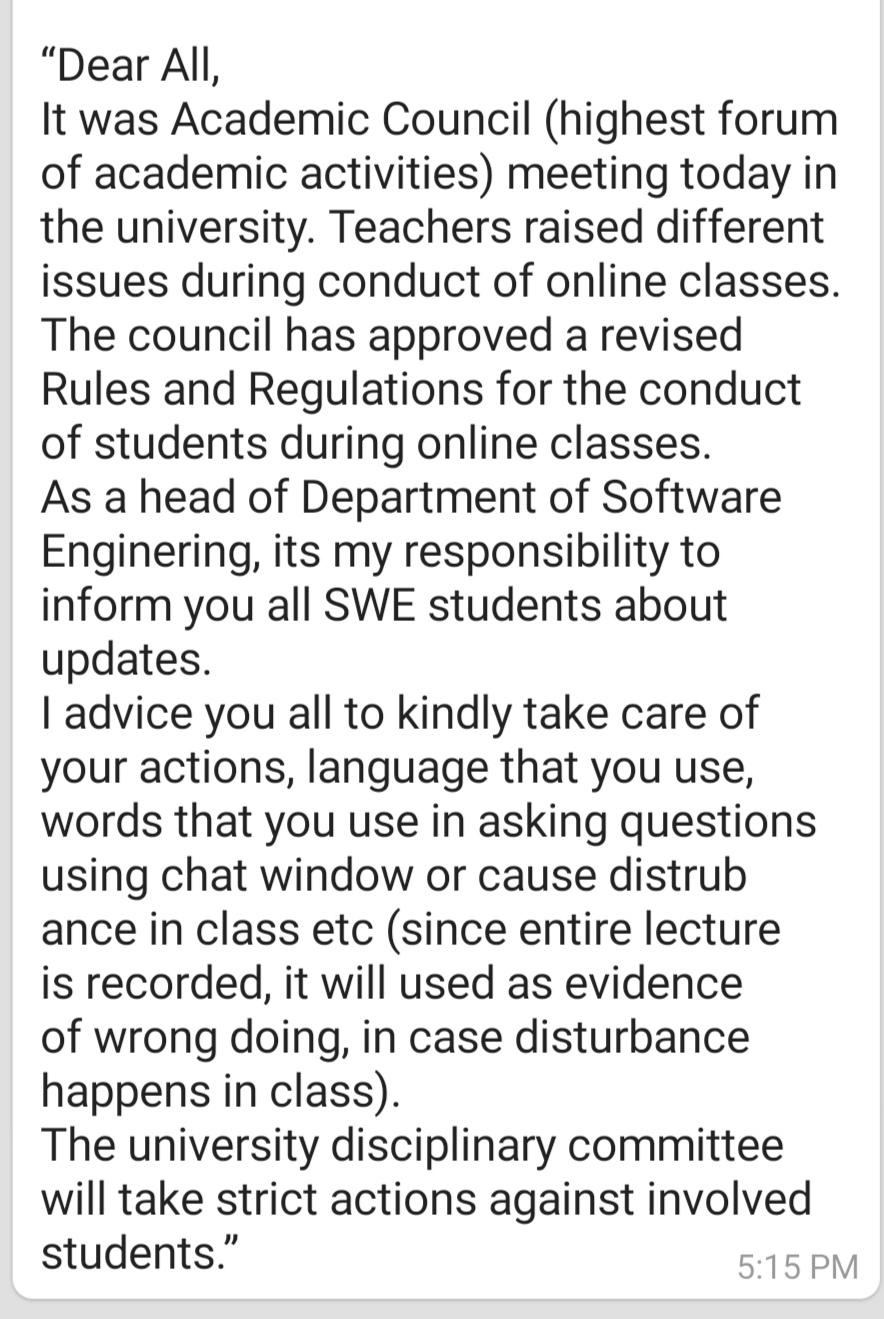 “Dear All,
It was Academic Council (highest forum
of academic activities) meeting today in
the university. Teachers raised different
issues during conduct of online classes.
The council has approved a revised
Rules and Regulations for the conduct
of students during online classes.
As a head of Department of Software
Enginering, its my responsibility to
inform you all SWE students about
updates.
I advice you all to kindly take care of
your actions, language that you use,
words that you use in asking questions
using chat window or cause distrub
ance in class etc (since entire lecture
is recorded, it will used as evidence
of wrong doing, in case disturbance
happens in class).
The university disciplinary committee
will take strict actions against involved
students.”
5:15 PM